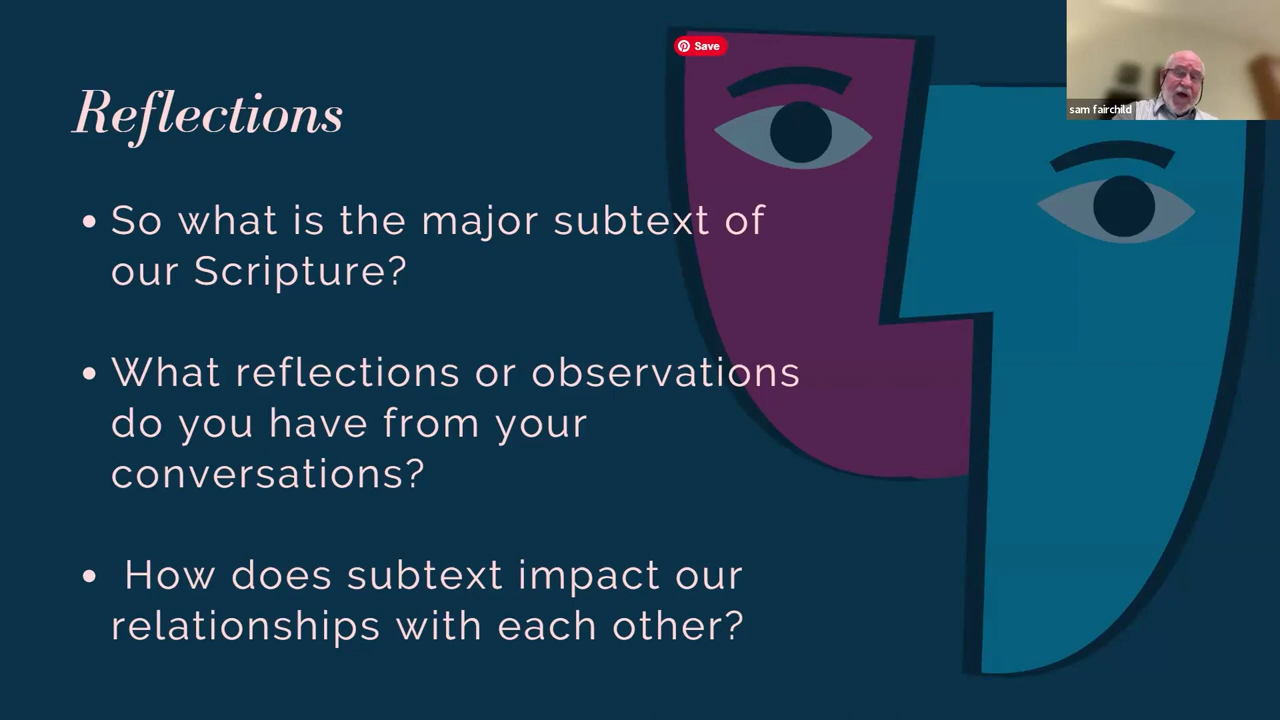 Save
sam fairchild
Reflections
• So what is the major subtext of
our Scripture?
• What reflections or observations
do you have from your
conversations?
• How does subtext impact our
relationships with each other?